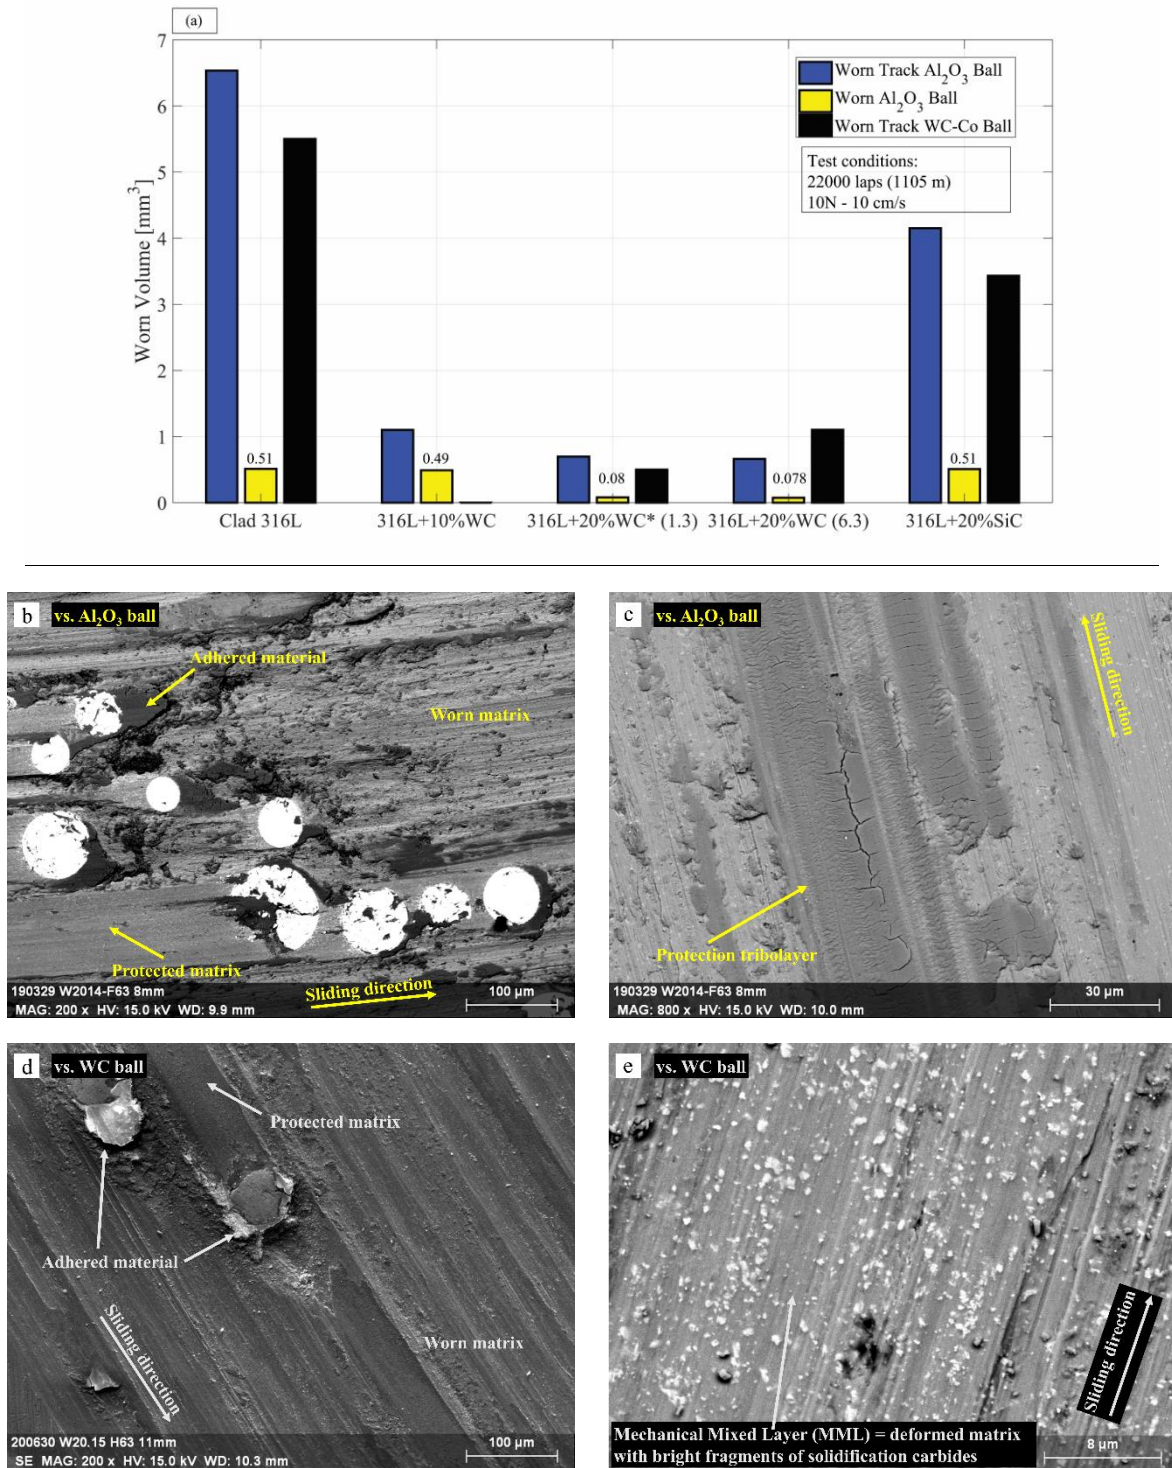 (a)
7
6
5
4
3
2
1
0
Worn Volume [mm³]
Worn Track Al₂O₃ Ball
Worn Al₂O₃ Ball
Worn Track WC-Co Ball
Test conditions:
22000 laps (1105 m)
10N - 10 cm/s
0.51
0.49
0.08
0.078
0.51
Clad 316L
316L+10%WC
316L+20%WC* (1.3)
316L+20%WC (6.3)
316L+20%SiC
b
vs. Al₂O₃ ball
Adhered material
Worn matrix
Protected matrix
Sliding direction
190329 W2014-F63 8mm
MAG: 200 x HV: 15.0 kV WD: 9.9 mm
100 µm
c
vs. Al₂O₃ ball
Sliding direction
Protection tribolayer
190329 W2014-F63 8mm
MAG: 800 x HV: 15.0 kV WD: 10.0 mm
30 µm
d
vs. WC ball
Protected matrix
Adhered material
Sliding direction
Worn matrix
200630 W20.15 H63 11mm
SE MAG: 200 x HV: 15.0 kV WD: 10.3 mm
100 µm
e
vs. WC ball
Sliding direction
Mechanical Mixed Layer (MML) = deformed matrix
with bright fragments of solidification carbides
8 µm